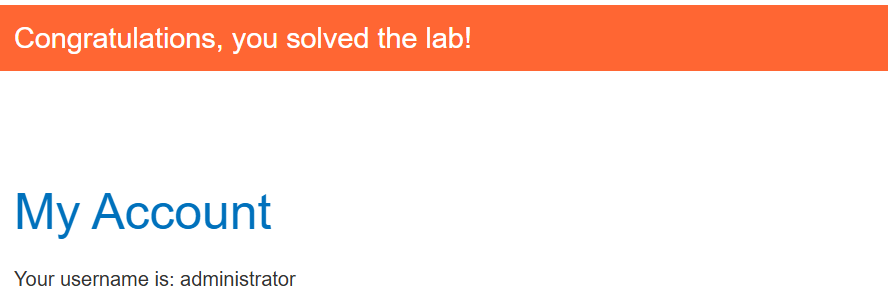 Congratulations, you solved the lab!
My Account
Your username is: administrator